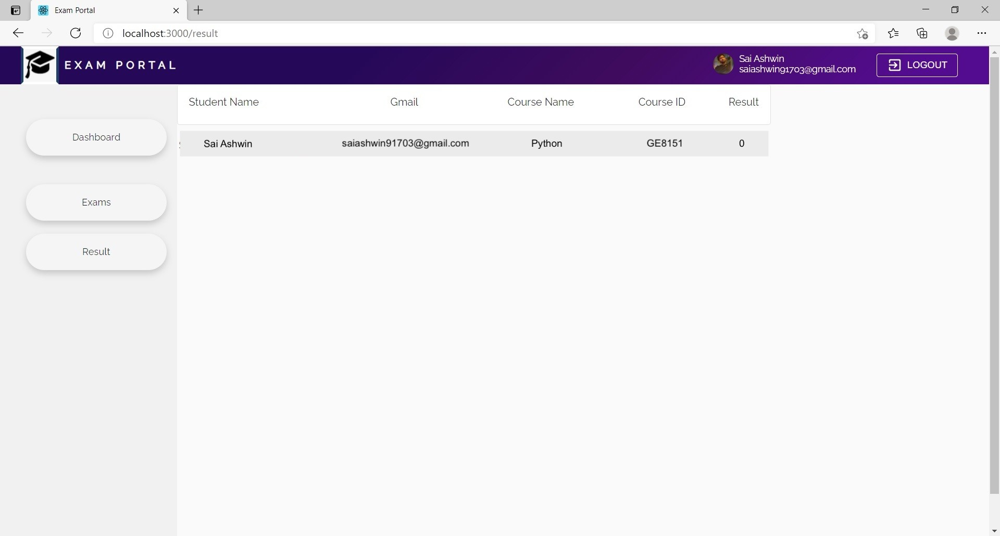 Exam Portal
localhost:3000/result
EXAM PORTAL
Sai Ashwin
saiashwin91703@gmail.com
LOGOUT
Student Name Gmail Course Name Course ID Result
Sai Ashwin saiashwin91703@gmail.com Python GE8151 0
Dashboard
Exams
Result